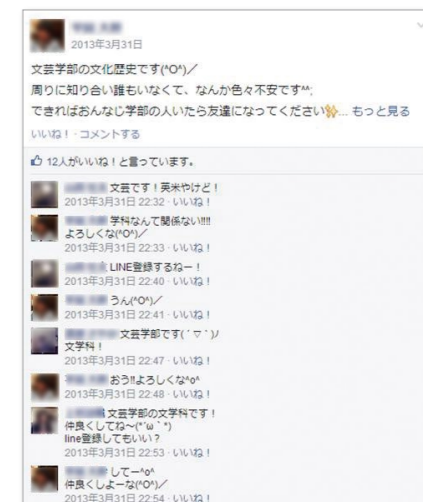 2013年3月31日
文芸学部の文化歴史です(^O^)／
周りに知り合い誰もいなくて、なんか色々不安です^^;
できればおんなじ学部の人いたら友達になってください... もっと見る
いいね！ · コメントする
12人がいいね！と言っています。
文芸です！英米やけど！
2013年3月31日 22:32 · いいね！
学科なんて関係ない!!!!
よろしくな(^O^)／
2013年3月31日 22:33 · いいね！
LINE登録するねー！
2013年3月31日 22:40 · いいね！
うん(^O^)／
2013年3月31日 22:41 · いいね！
文芸学部です(｀▽´)ﾉ
文学科！
2013年3月31日 22:47 · いいね！
おう!!よろしくな^o^
2013年3月31日 22:48 · いいね！
文芸学部の文学科です！
仲良くしてね〜(*´ω｀*)
line登録してもいい？
2013年3月31日 22:53 · いいね！
してー^o^
仲良くしよーな(^O^)／
2013年3月31日 22:54 · いいね！